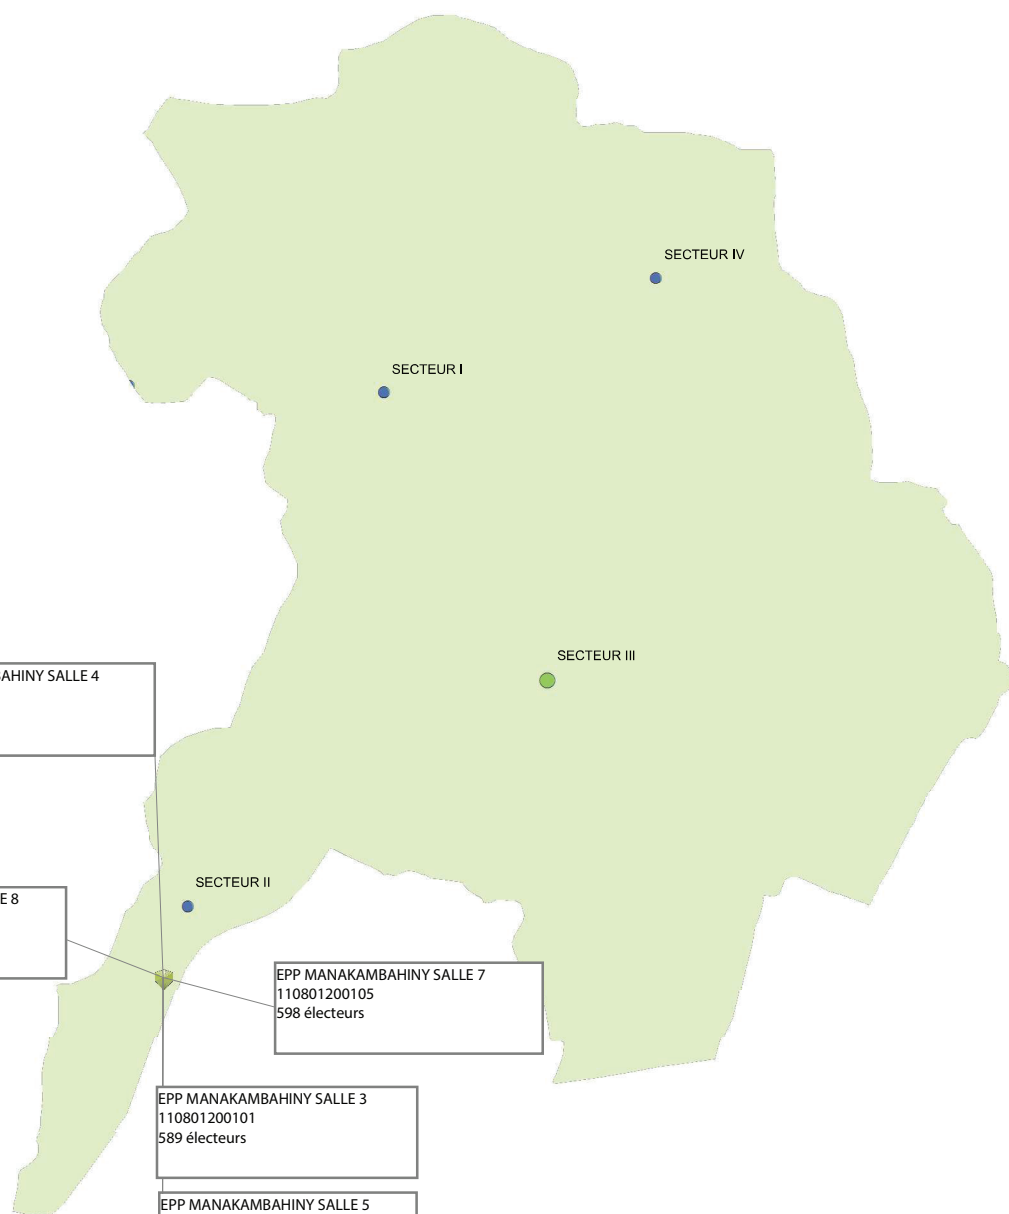 SECTEUR IV
SECTEUR I
SECTEUR III
SALLE 4
SECTEUR II
8
EPP MANAKAMBAHINY SALLE 7
110801200105
598 électeurs
EPP MANAKAMBAHINY SALLE 3
110801200101
589 électeurs
EPP MANAKAMBAHINY SALLE 5